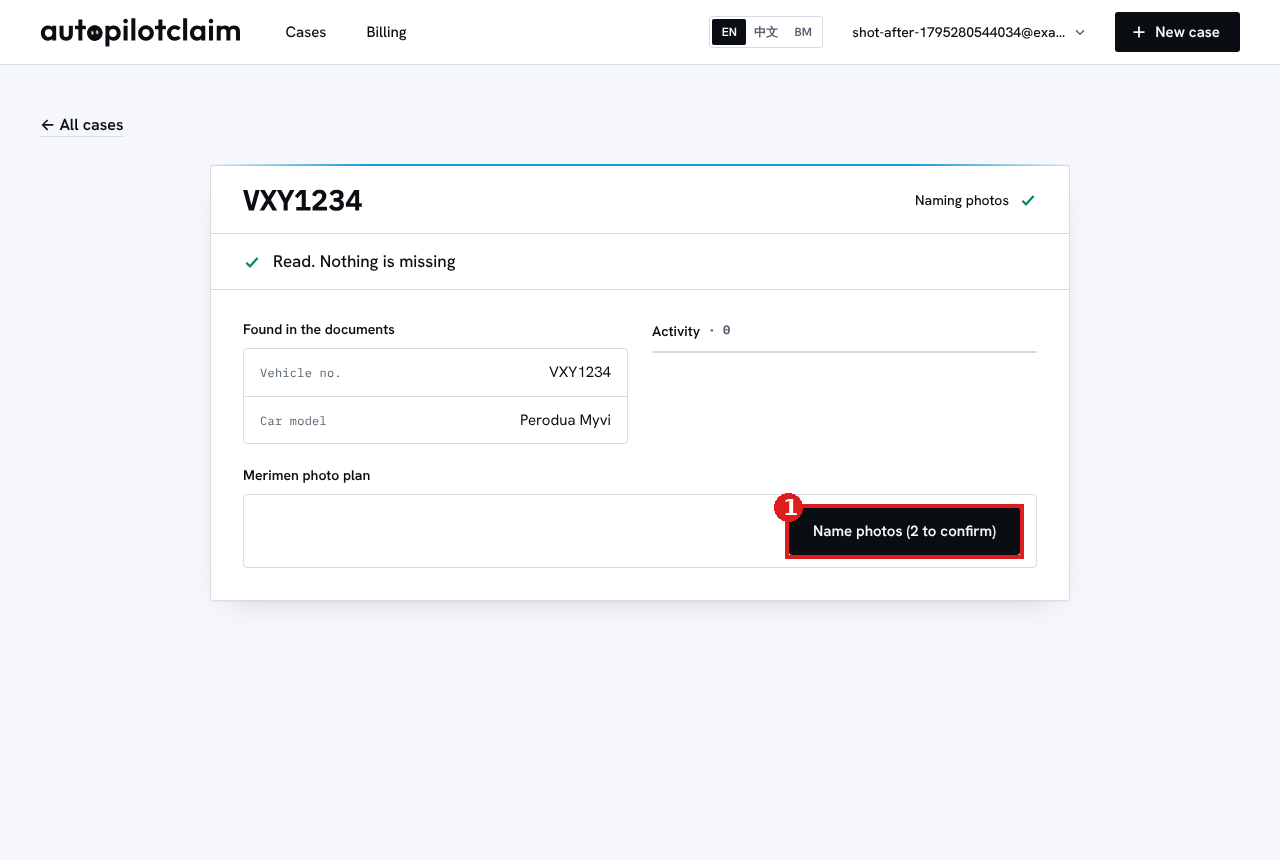 autopilotclaim
Cases
Billing
EN
中文
BM
shot-after-1795280544034@exa...
+ New case
← All cases
VXY1234
Naming photos
Read. Nothing is missing
Found in the documents
Activity · 0
Vehicle no.
VXY1234
Car model
Perodua Myvi
Merimen photo plan
1
Name photos (2 to confirm)